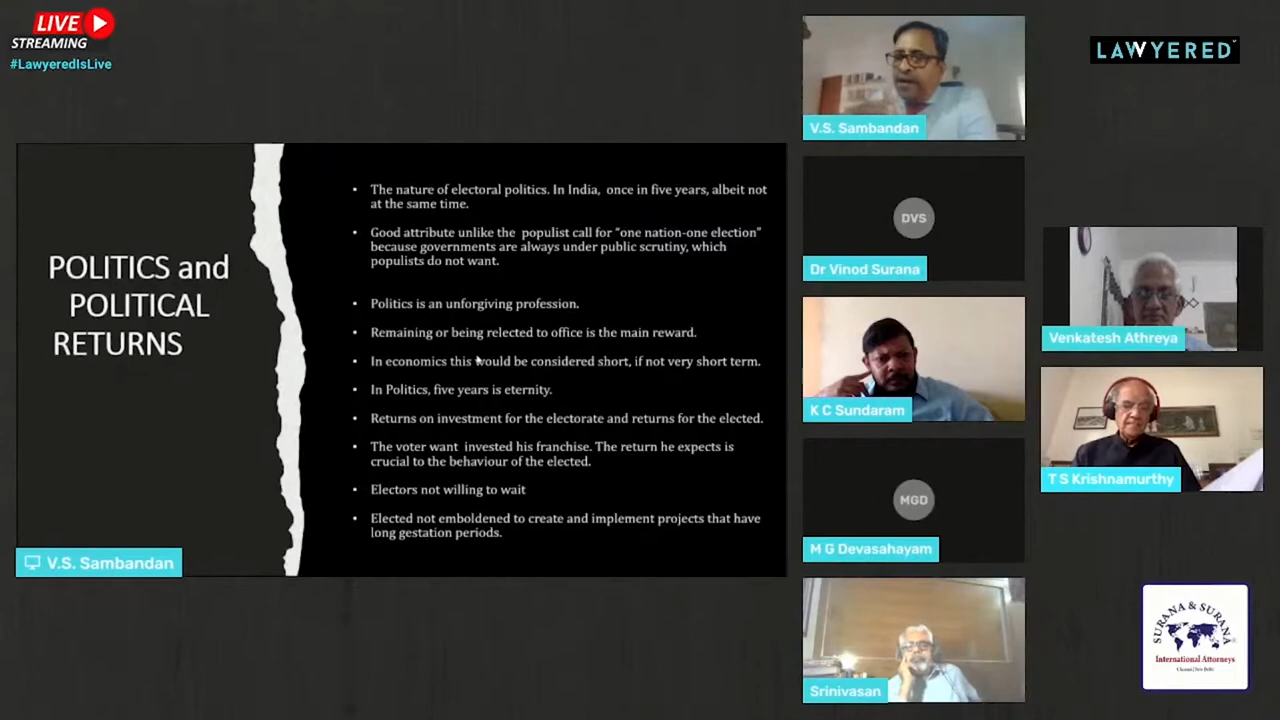 LIVE
STREAMING
#LawyeredIsLive
LAWYERED
POLITICS and
POLITICAL
RETURNS
• The nature of electoral politics. In India, once in five years, albeit not
at the same time.
• Good attribute unlike the populist call for "one nation-one election"
because governments are always under public scrutiny, which
populists do not want.
• Politics is an unforgiving profession.
• Remaining or being relected to office is the main reward.
• In economics this would be considered short, if not very short term.
• In Politics, five years is eternity.
• Returns on investment for the electorate and returns for the elected.
• The voter want invested his franchise. The return he expects is
crucial to the behaviour of the elected.
• Electors not willing to wait
• Elected not emboldened to create and implement projects that have
long gestation periods.
V.S. Sambandan
V.S. Sambandan
DVS
Dr Vinod Surana
K C Sundaram
MGD
M G Devasahayam
Srinivasan
Venkatesh Athreya
T S Krishnamurthy
SURANA & SURANA
International Attorneys
Chennai | New Delhi